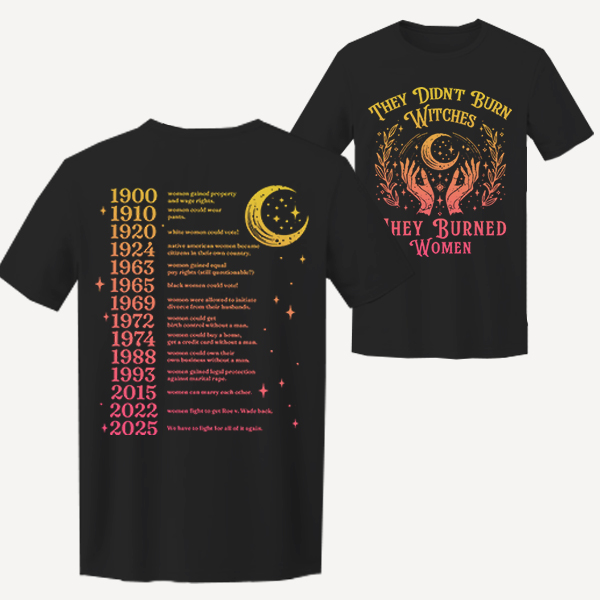 THEY DIDN'T BURN
WITCHES
THEY BURNED
WOMEN
1900 women gained property
and wage rights.
1910 women could wear
pants.
1920 white women could vote!
1924 native american women became
citizens in their own country.
1963 women gained equal
pay rights (still questionable?)
1965 black women could vote!
1969 women were allowed to initiate
divorce from their husbands.
1972 women could get
birth control without a man.
1974 women could buy a home,
get a credit card without a man.
1988 women could own their
own business without a man.
1993 women gained legal protection
against marital rape.
2015 women can marry each other.
2022 women fight to get Roe v. Wade back.
2025 We have to fight for all of it again.